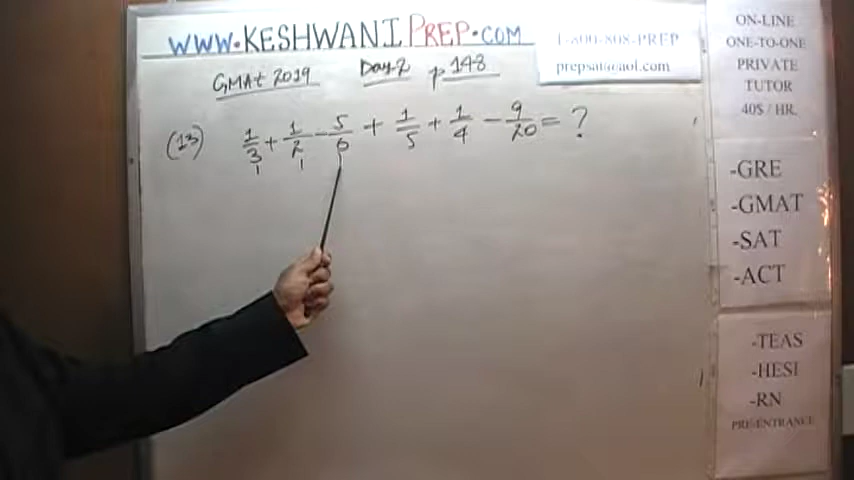 WWW.KESHWANI PREP.COM
1-800-808-PREP
prepsat@aol.com
GMAt 2019 Day-2 p 148
(13) 1/3 + 1/2 - 5/6 + 1/5 + 1/4 - 9/20 = ?
ON-LINE
ONE-TO-ONE
PRIVATE
TUTOR
40$ / HR.
-GRE
-GMAT
-SAT
-ACT
-TEAS
-HESI
-RN
PRE-ENTRANCE